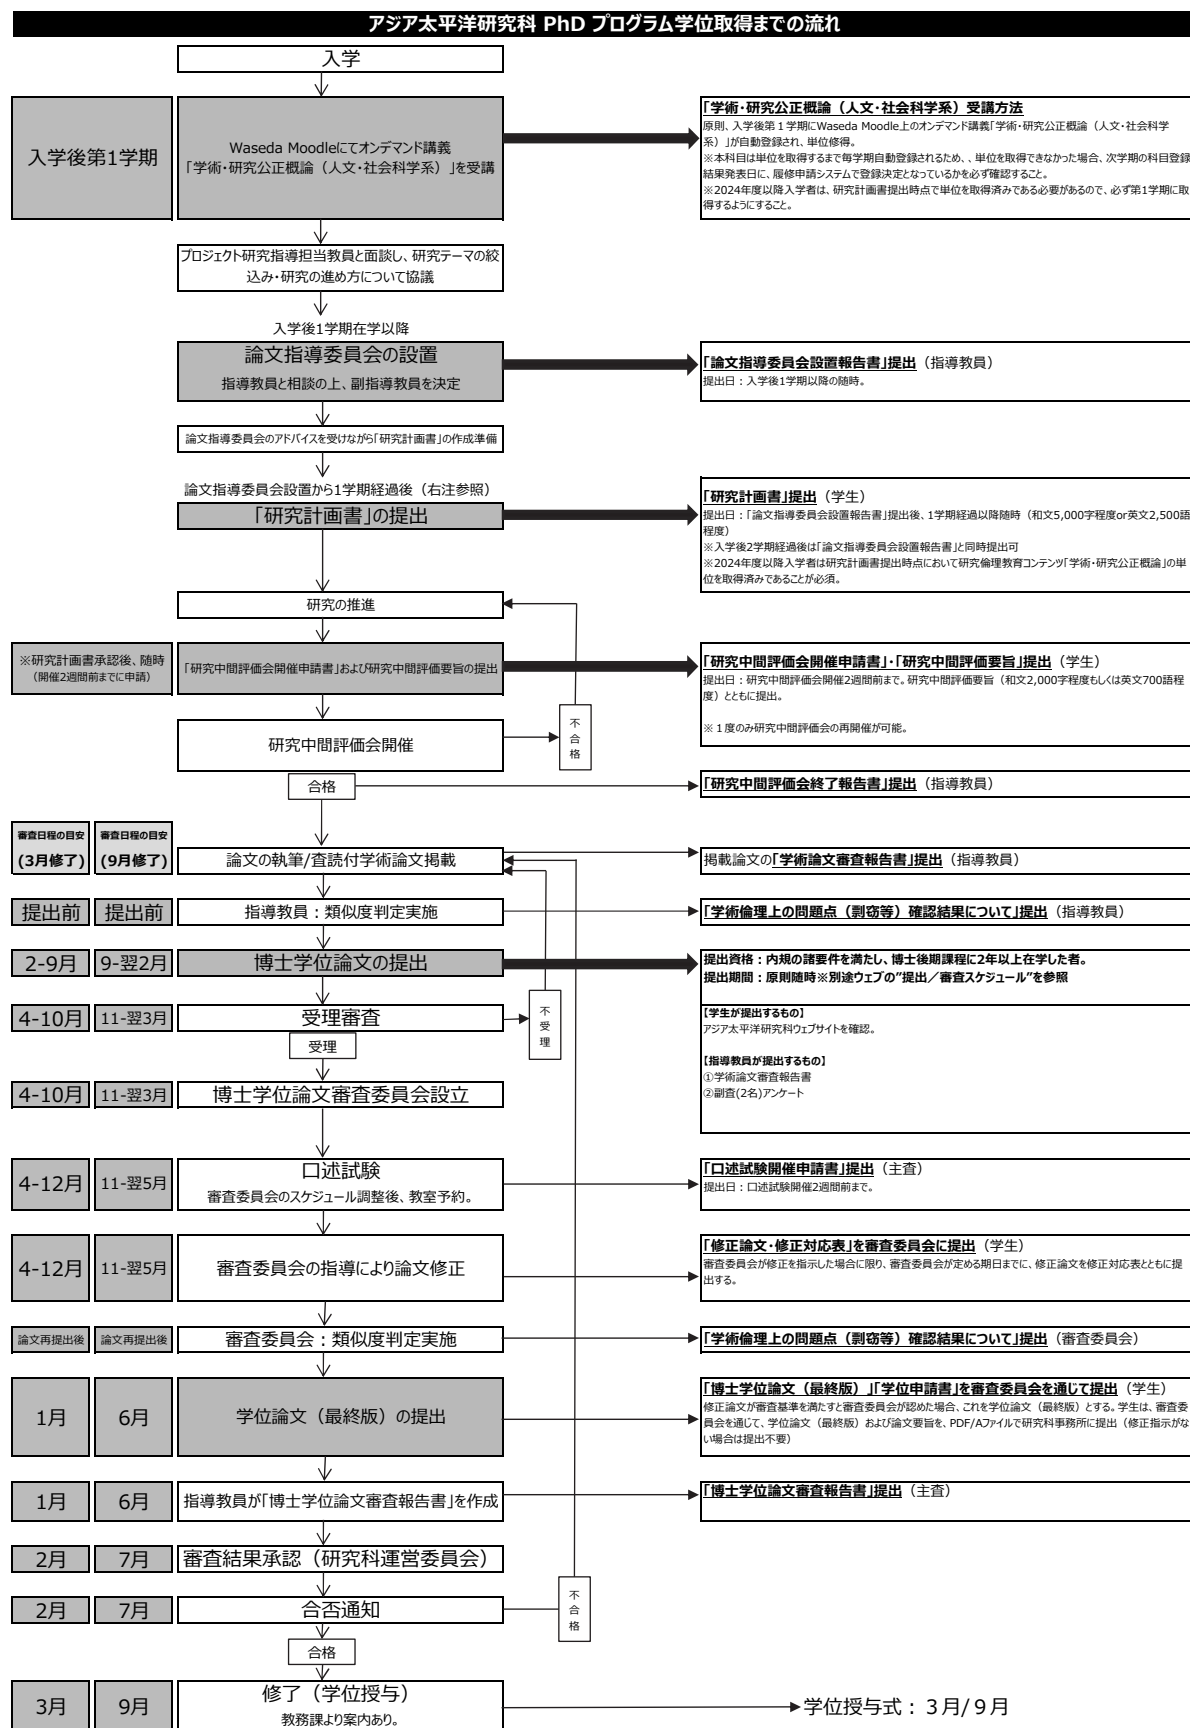 アジア太平洋研究科 PhD プログラム学位取得までの流れ
入学
入学後第1学期
Waseda Moodleにてオンデマンド講義
「学術・研究公正概論（人文・社会科学系）を受講
「学術・研究公正概論（人文・社会科学系）受講方法
原則、入学後第１学期にWaseda Moodle上のオンデマンド講義「学術・研究公正概論（人文・社会科学
系）」が自動登録され、単位修得。
※本科目は単位を取得するまで毎学期自動登録されるため、、単位を取得できなかった場合、次学期の科目登録
結果発表日に、履修申請システムで登録決定となっているかを必ず確認すること。
※2024年度以降入学者は、研究計画書提出時点で単位を取得済みである必要があるので、必ず第1学期に取
得するようにすること。
プロジェクト研究指導担当教員と面談し、研究テーマの絞
込み・研究の進め方について協議
入学後1学期在学以降
論文指導委員会の設置
指導教員と相談の上、副指導教員を決定
「論文指導委員会設置報告書」提出（指導教員）
提出日：入学後1学期以降の随時。
論文指導委員会のアドバイスを受けながら「研究計画書」の作成準備
論文指導委員会設置から1学期経過後（右注参照）
「研究計画書」の提出
「研究計画書」提出（学生）
提出日：「論文指導委員会設置報告書」提出後、1学期経過以降随時（和文5,000字程度or英文2,500語
程度）
※入学後2学期経過後は「論文指導委員会設置報告書」と同時提出可
※2024年度以降入学者は研究計画書提出時点において研究倫理教育コンテンツ「学術・研究公正概論」の単
位を取得済みであることが必須。
研究の推進
※研究計画書承認後、随時
（開催2週間前までに申請）
「研究中間評価会開催申請書」および研究中間評価要旨の提出
「研究中間評価会開催申請書」・「研究中間評価要旨」提出（学生）
提出日：研究中間評価会開催2週間前まで。研究中間評価要旨（和文2,000字程度もしくは英文700語程
度）とともに提出。
※１度のみ研究中間評価会の再開催が可能。
研究中間評価会開催
不合格
合格
「研究中間評価会終了報告書」提出（指導教員）
審査日程の目安
(3月修了)
審査日程の目安
(9月修了)
論文の執筆/査読付学術論文掲載
掲載論文の「学術論文審査報告書」提出（指導教員）
提出前
提出前
指導教員：類似度判定実施
「学術倫理上の問題点（剽窃等）確認結果について」提出（指導教員）
2-9月
9-翌2月
博士学位論文の提出
提出資格：内規の諸要件を満たし、博士後期課程に2年以上在学した者。
提出期間：原則随時※別途ウェブの”提出／審査スケジュール”を参照
4-10月
11-翌3月
受理審査
不受理
受理
【学生が提出するもの】
アジア太平洋研究科ウェブサイトを確認。
【指導教員が提出するもの】
①学術論文審査報告書
②副査(2名)アンケート
4-10月
11-翌3月
博士学位論文審査委員会設立
4-12月
11-翌5月
口述試験
審査委員会のスケジュール調整後、教室予約。
「口述試験開催申請書」提出（主査）
提出日：口述試験開催2週間前まで。
4-12月
11-翌5月
審査委員会の指導により論文修正
「修正論文・修正対応表」を審査委員会に提出（学生）
審査委員会が修正を指示した場合に限り、審査委員会が定める期日までに、修正論文を修正対応表とともに提
出する。
論文再提出後
論文再提出後
審査委員会：類似度判定実施
「学術倫理上の問題点（剽窃等）確認結果について」提出（審査委員会）
1月
6月
学位論文（最終版）の提出
「博士学位論文（最終版）」「学位申請書」を審査委員会を通じて提出（学生）
修正論文が審査基準を満たすと審査委員会が認めた場合、これを学位論文（最終版）とする。学生は、審査委
員会を通じて、学位論文（最終版）および論文要旨を、PDF/Aファイルで研究科事務所に提出（修正指示がな
い場合は提出不要）
1月
6月
指導教員が「博士学位論文審査報告書」を作成
「博士学位論文審査報告書」提出（主査）
2月
7月
審査結果承認（研究科運営委員会）
2月
7月
合否通知
不合格
合格
3月
9月
修了（学位授与）
教務課より案内あり。
学位授与式：３月/９月